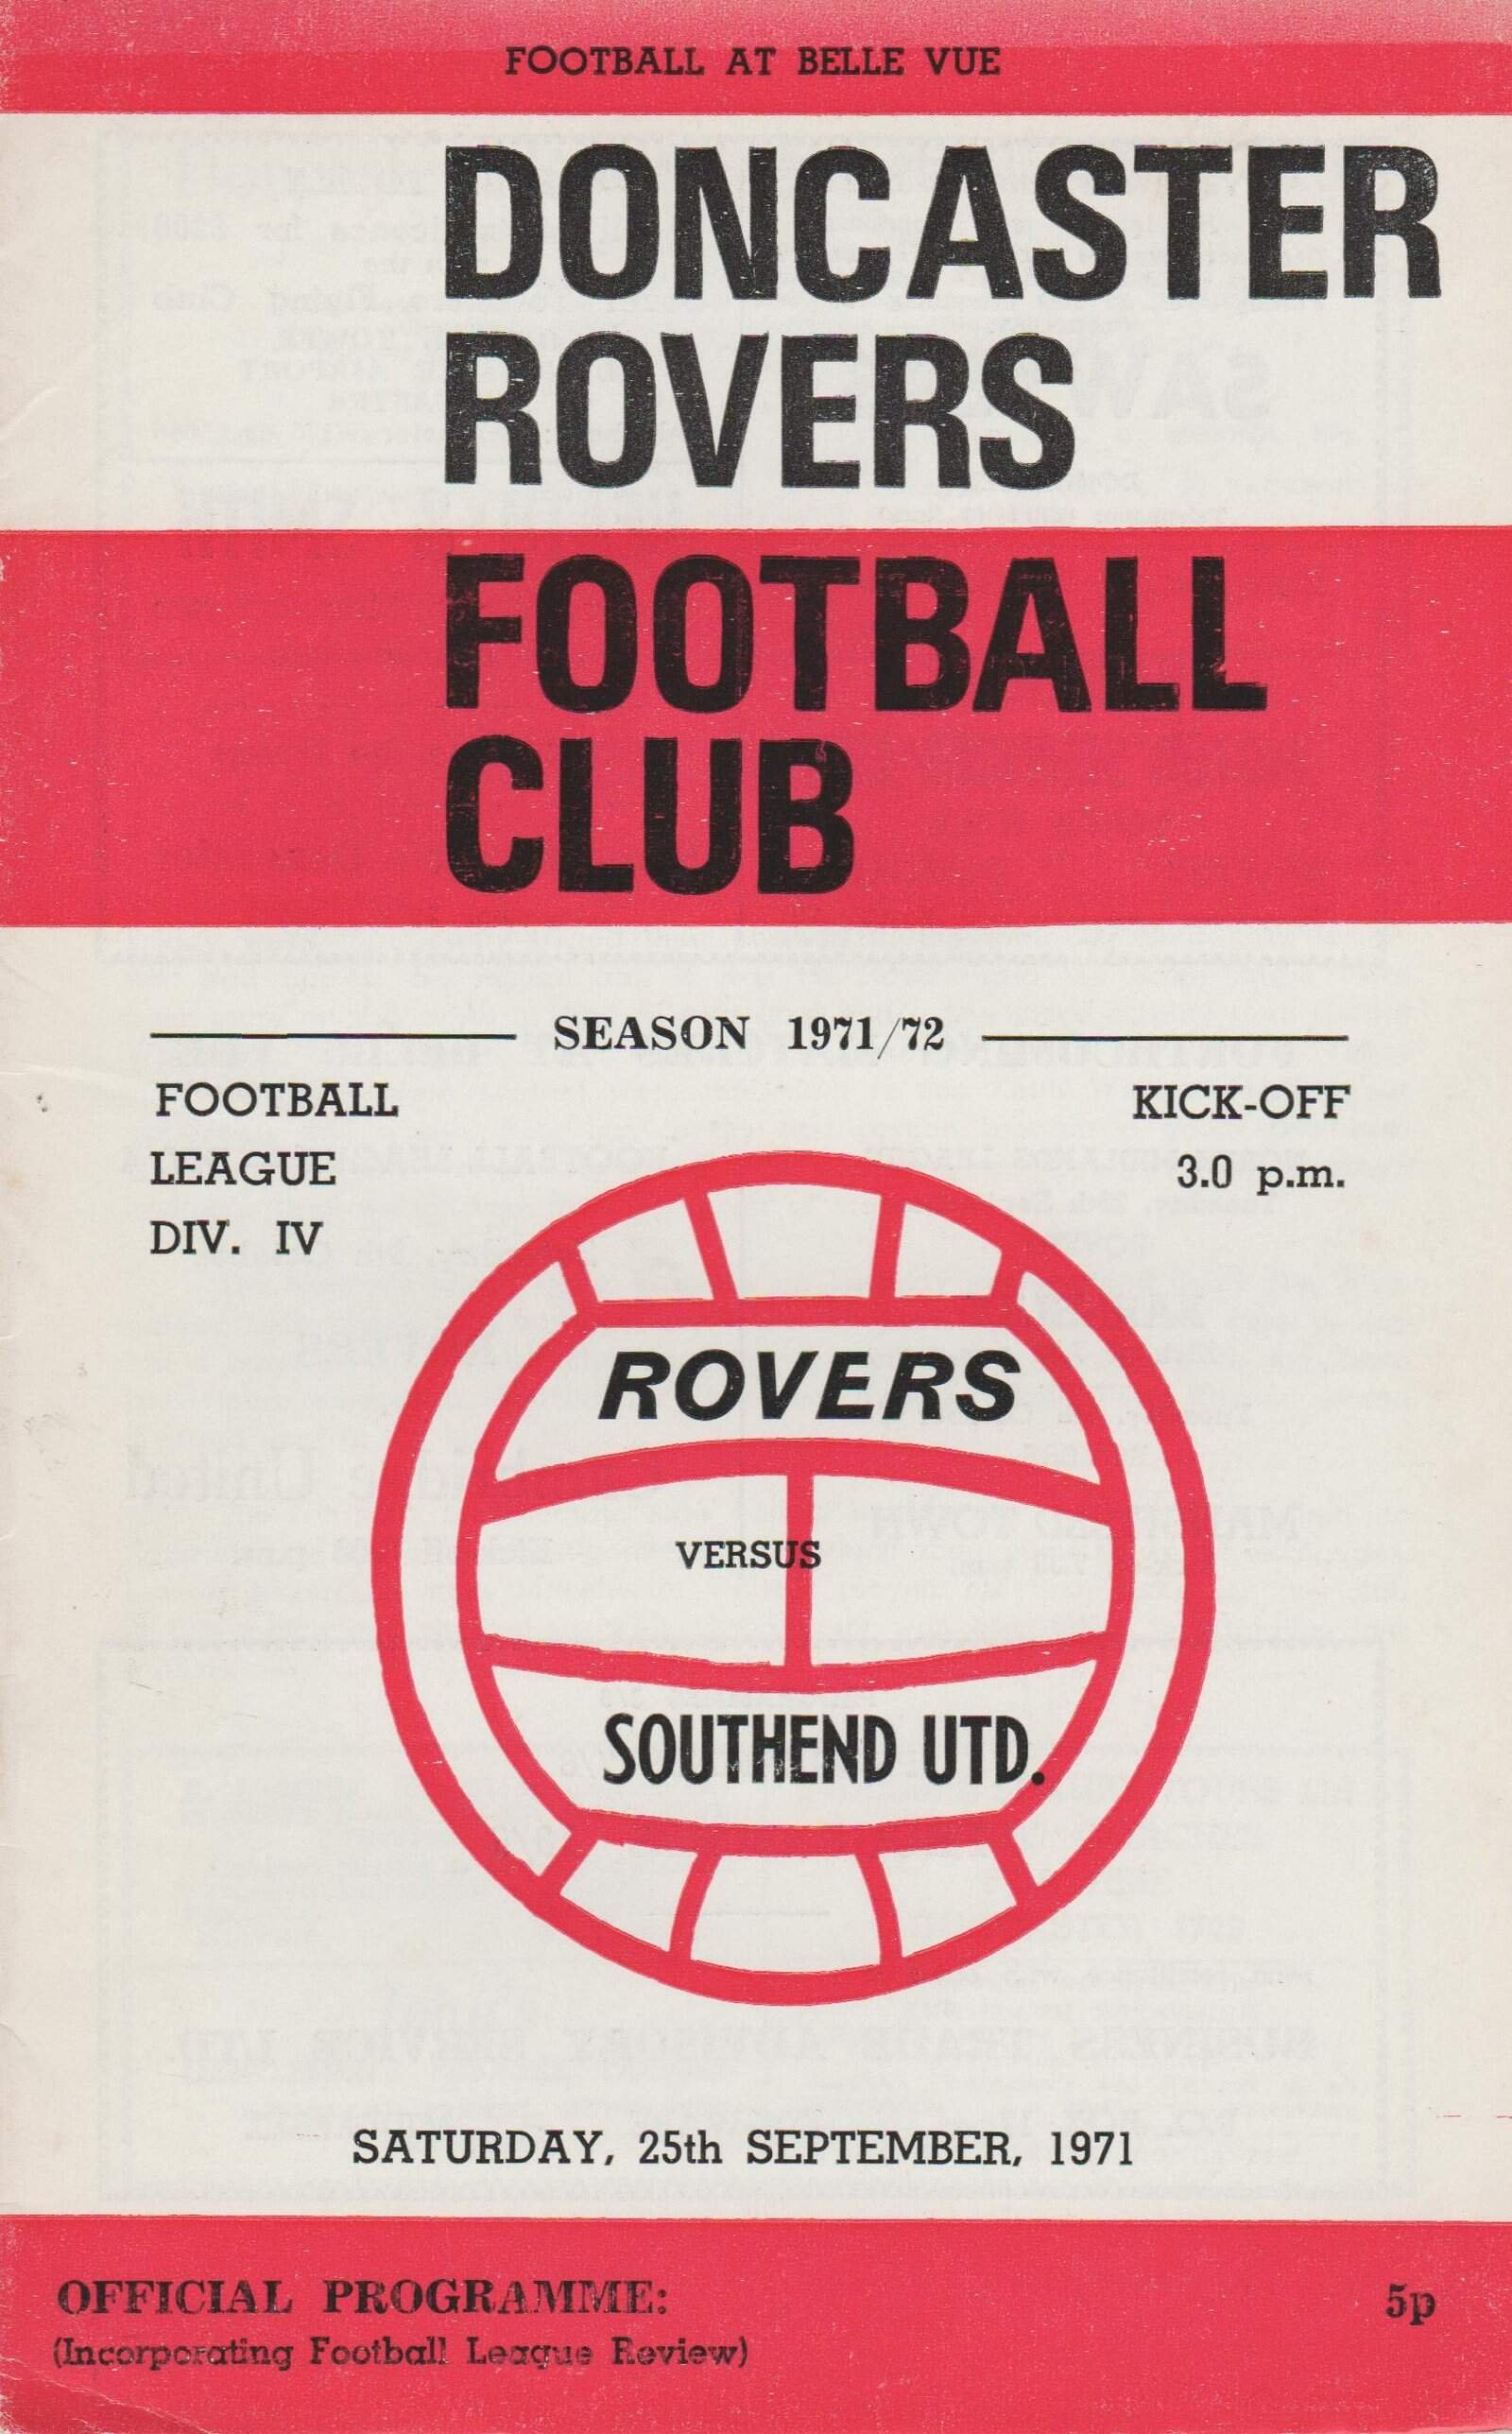 FOOTBALL AT BELLE VUE
DONCASTER
ROVERS
FOOTBALL
CLUB
SEASON 1971/72
FOOTBALL
LEAGUE
DIV. IV
KICK-OFF
3.0 p.m.
ROVERS
VERSUS
SOUTHEND UTD.
SATURDAY, 25th SEPTEMBER, 1971
OFFICIAL PROGRAMME:
(Incorporating Football League Review)
5p